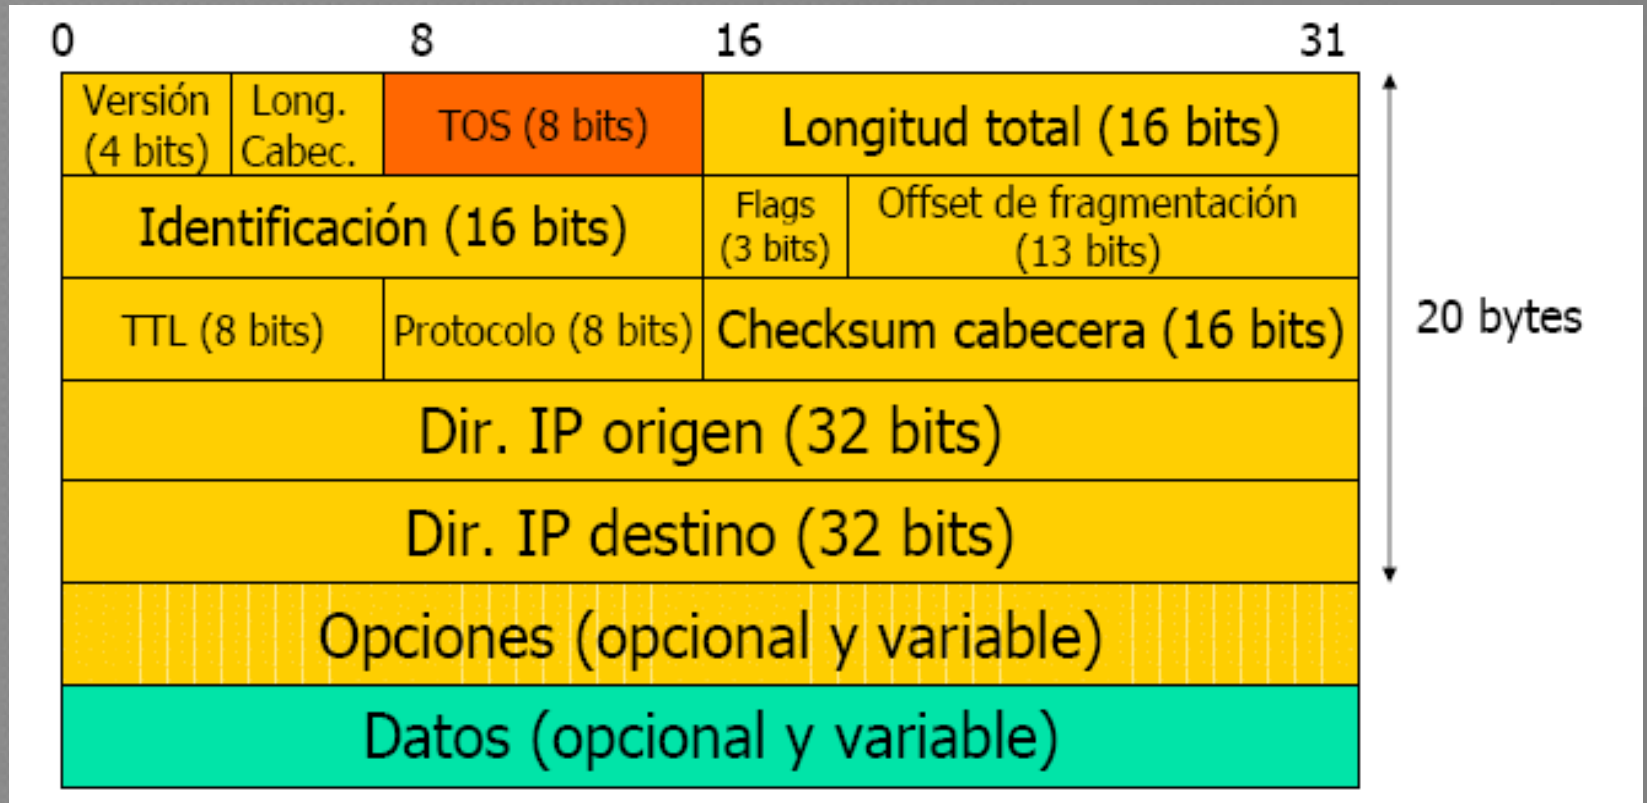 0 8 16 31
Versión
(4 bits)
Long.
Cabec.
TOS (8 bits)
Longitud total (16 bits)
Identificación (16 bits)
Flags
(3 bits)
Offset de fragmentación
(13 bits)
TTL (8 bits)
Protocolo (8 bits)
Checksum cabecera (16 bits)
20 bytes
Dir. IP origen (32 bits)
Dir. IP destino (32 bits)
Opciones (opcional y variable)
Datos (opcional y variable)